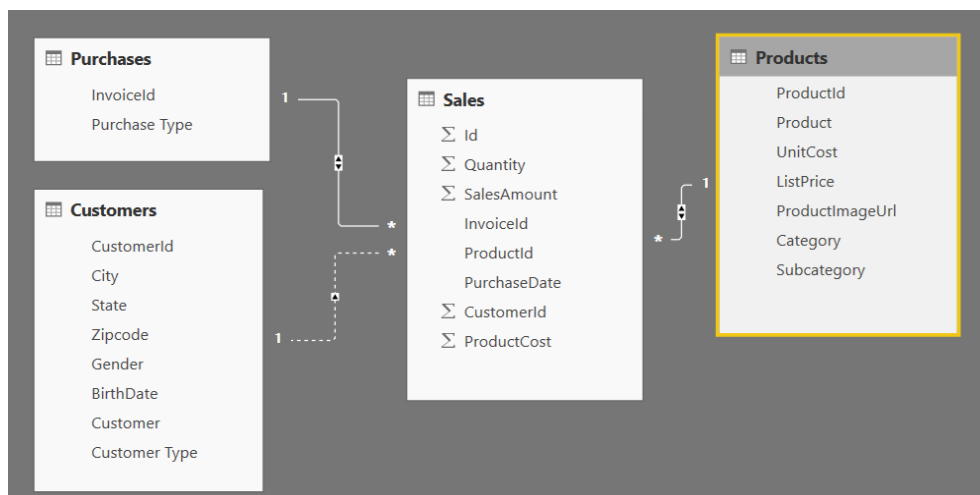 Purchases
InvoiceId
Purchase Type
1
Customers
CustomerId
City
State
Zipcode
Gender
BirthDate
Customer
Customer Type
1
Sales
Σ Id
Σ Quantity
Σ SalesAmount
InvoiceId
ProductId
PurchaseDate
Σ CustomerId
Σ ProductCost
*
*
*
1
Products
ProductId
Product
UnitCost
ListPrice
ProductImageUrl
Category
Subcategory